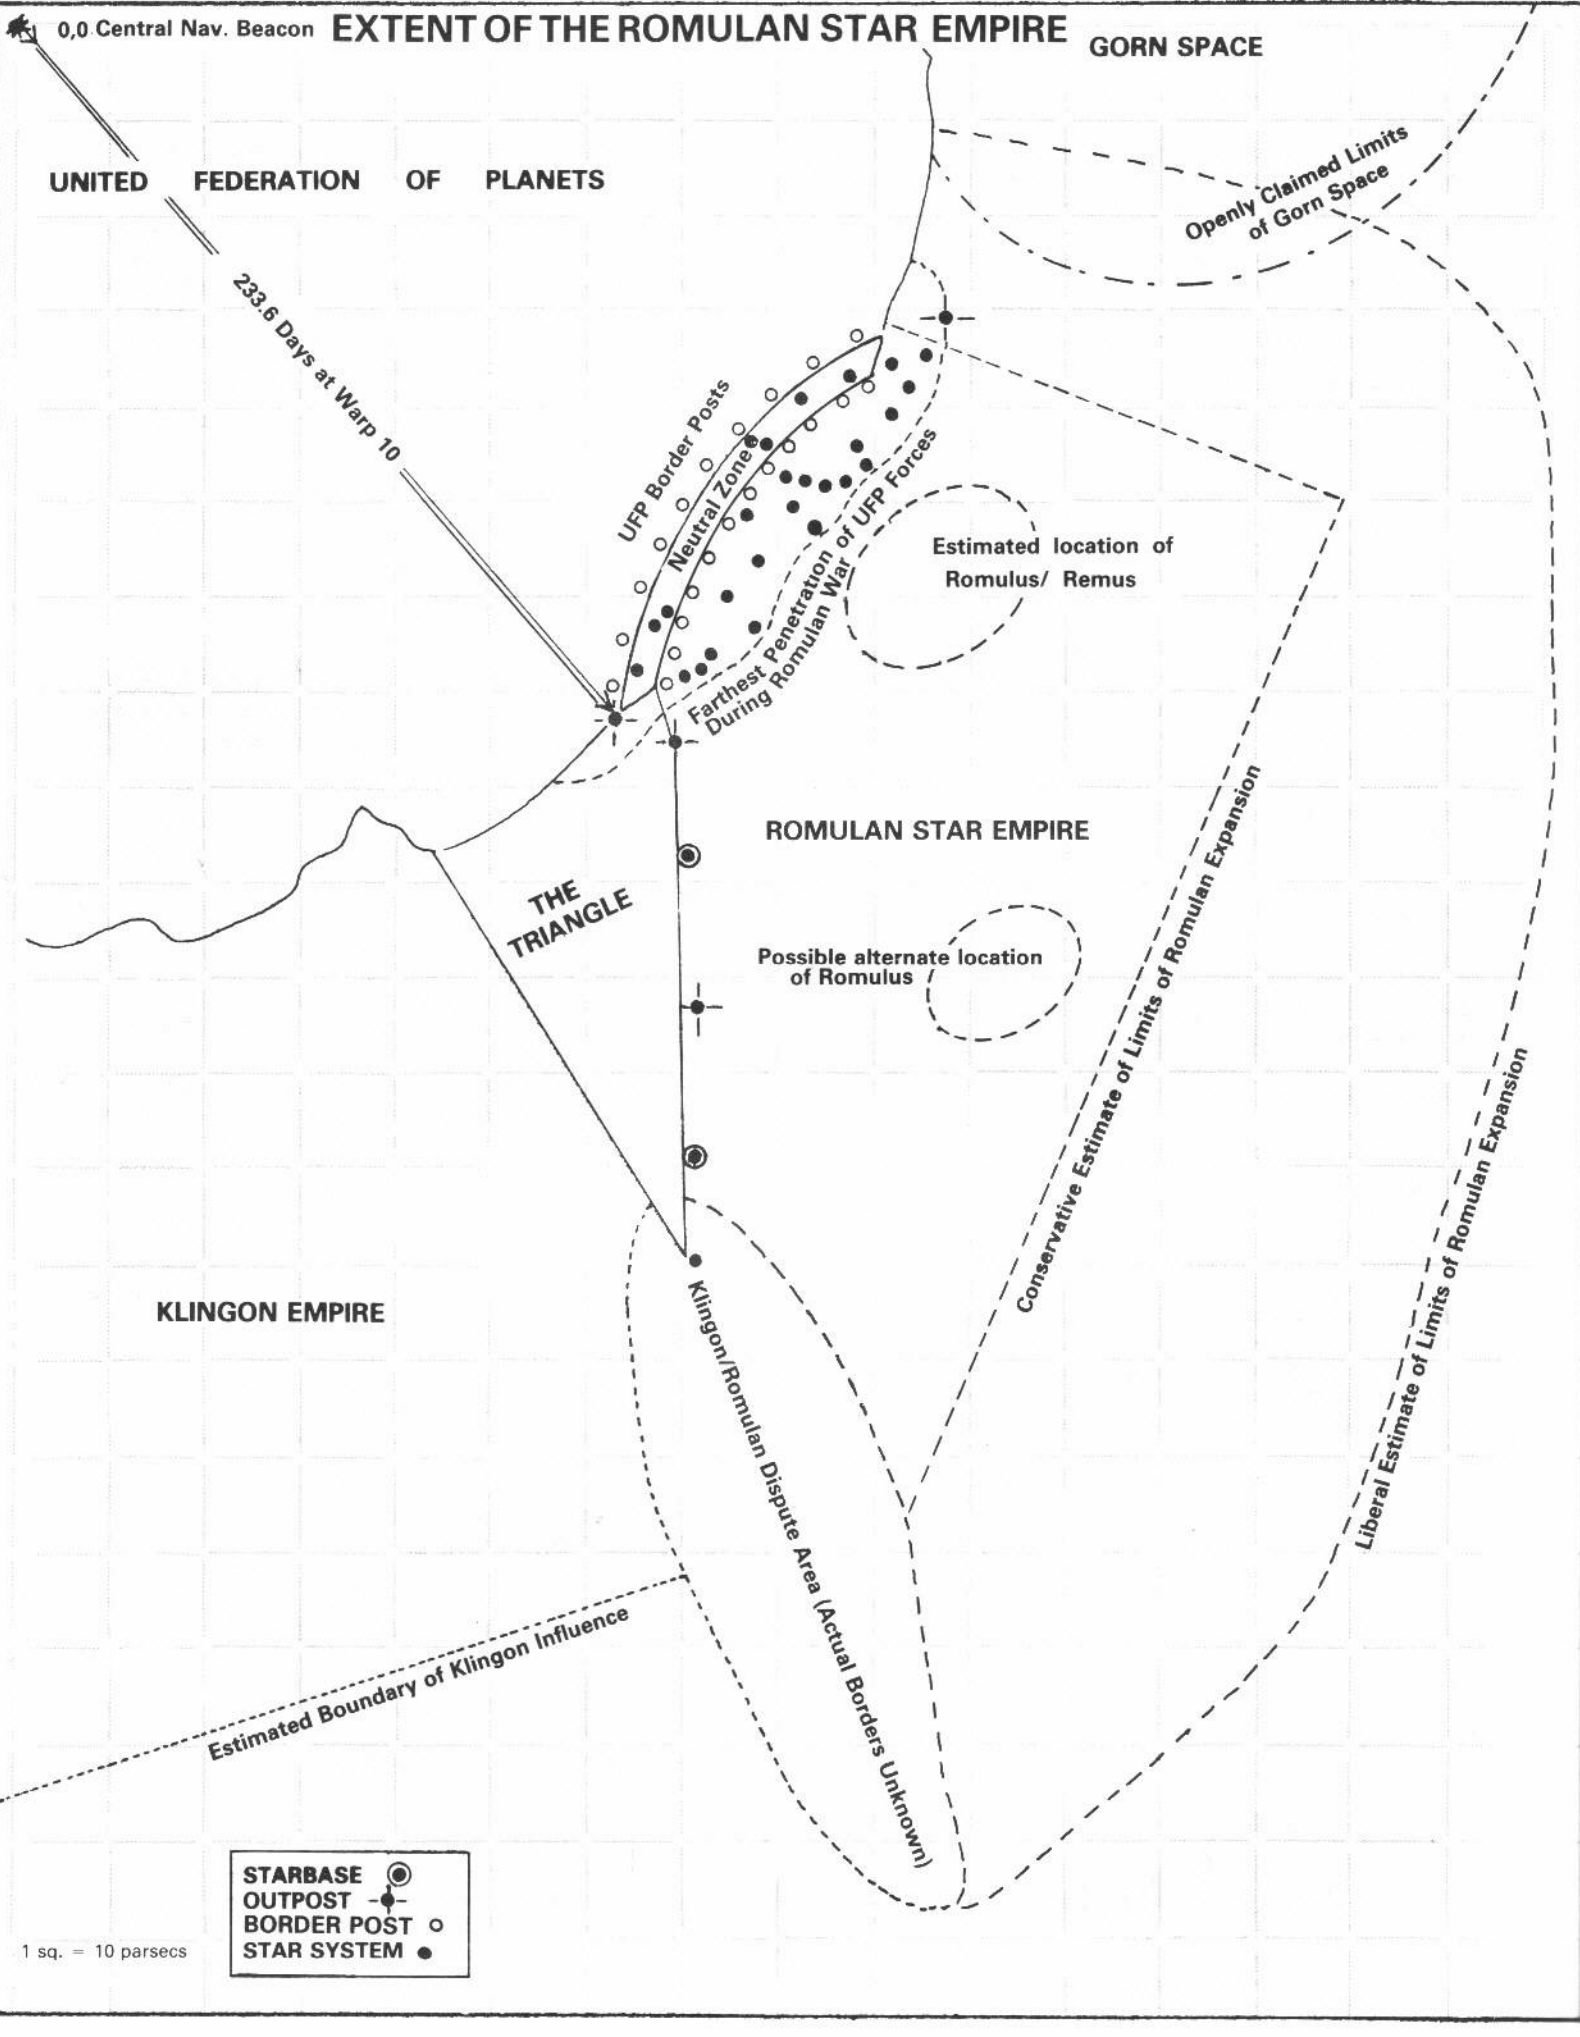 0,0 Central Nav. Beacon
EXTENT OF THE ROMULAN STAR EMPIRE
GORN SPACE
Openly Claimed Limits
of Gorn Space
UNITED FEDERATION OF PLANETS
233.6 Days at Warp 10
UFP Border Posts
Neutral Zone
Farthest Penetration of UFP Forces
During Romulan War
Estimated location of
Romulus/ Remus
ROMULAN STAR EMPIRE
THE
TRIANGLE
Possible alternate location
of Romulus
Conservative Estimate of Limits of Romulan Expansion
Liberal Estimate of Limits of Romulan Expansion
KLINGON EMPIRE
Klingon/Romulan Dispute Area (Actual Borders Unknown)
Estimated Boundary of Klingon Influence
STARBASE
OUTPOST
BORDER POST
STAR SYSTEM
1 sq. = 10 parsecs